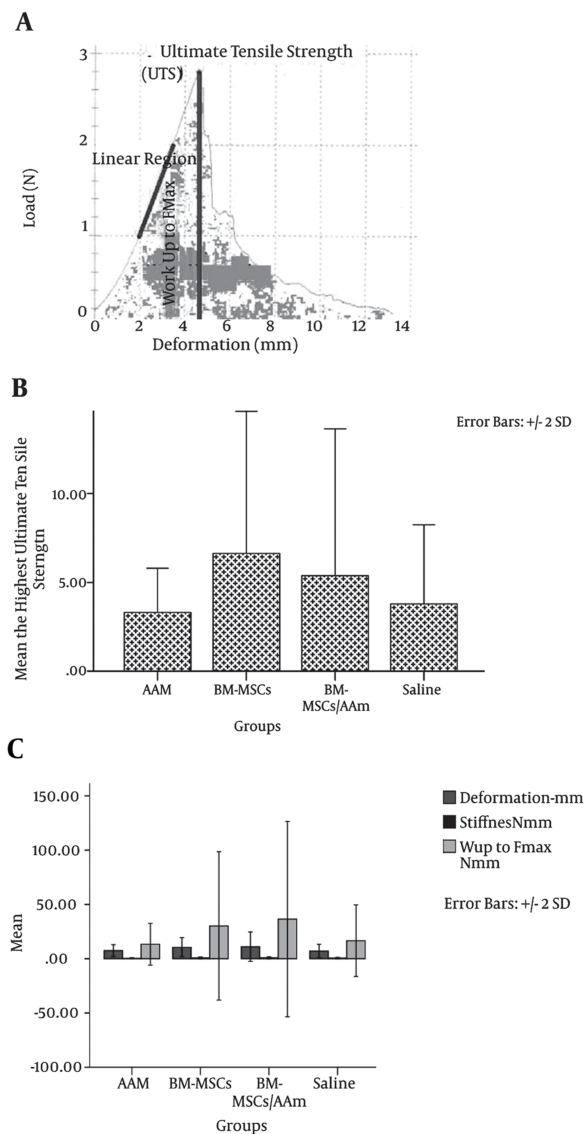 A
Ultimate Tensile Strength
(UTS)
Linear Region
Work Up to FMax
Load (N)
3
2
1
0
0 2 4 6 8 10 12 14
Deformation (mm)
B
Error Bars: +/- 2 SD
Mean the Highest Ultimate Ten Sile
Sterngtn
10.00
5.00
.00
AAM BM-MSCs BM- Saline
MSCs/AAm
Groups
C
150.00
100.00
50.00
.00
-50.00
-100.00
Mean
Deformation-mm
StiffnesNmm
Wup to Fmax
Nmm
Error Bars: +/- 2 SD
AAM BM-MSCs BM- Saline
MSCs/AAm
Groups